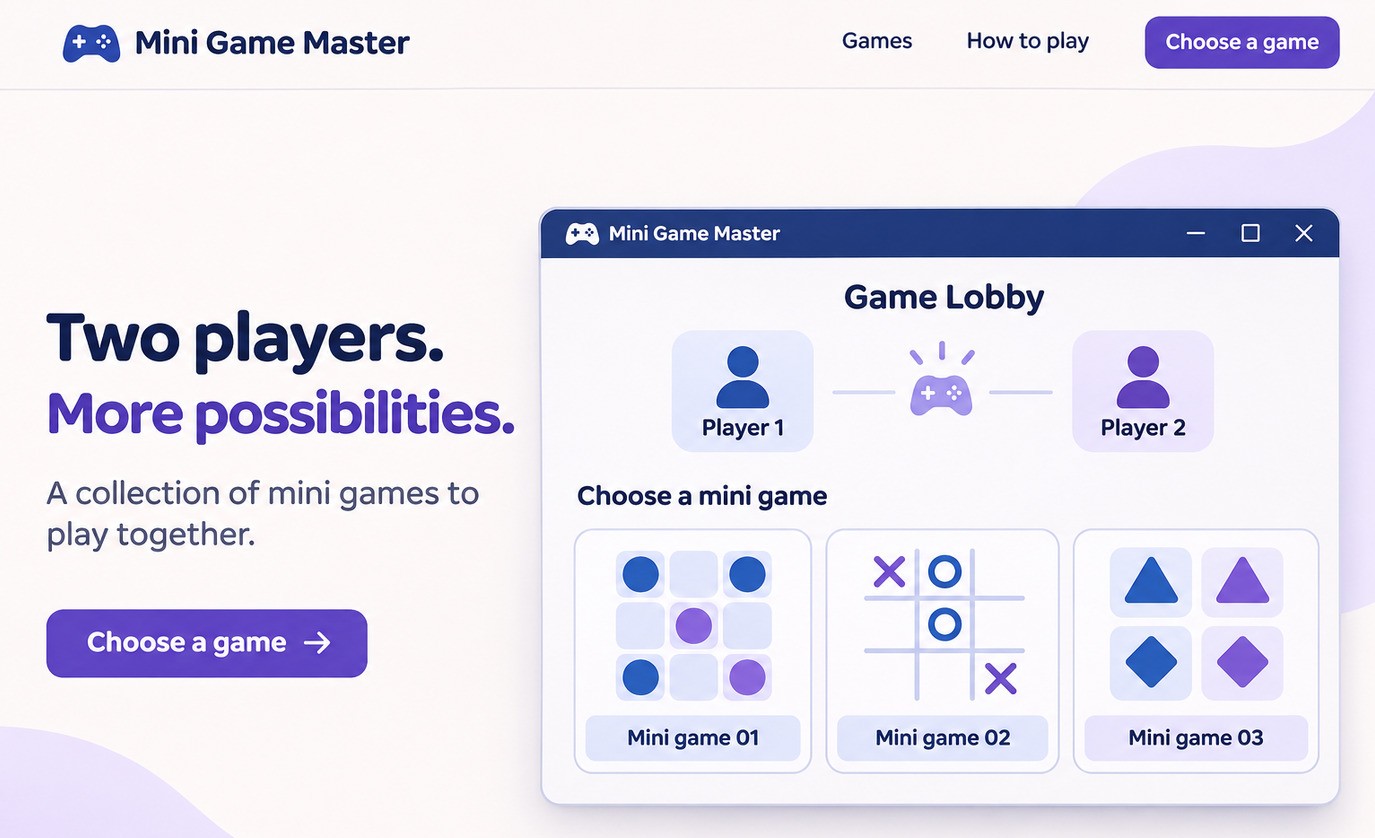 Mini Game Master
Games
How to play
Choose a game
Two players.
More possibilities.
A collection of mini games to
play together.
Choose a game →
Mini Game Master
Game Lobby
Player 1
Player 2
Choose a mini game
Mini game 01
Mini game 02
Mini game 03